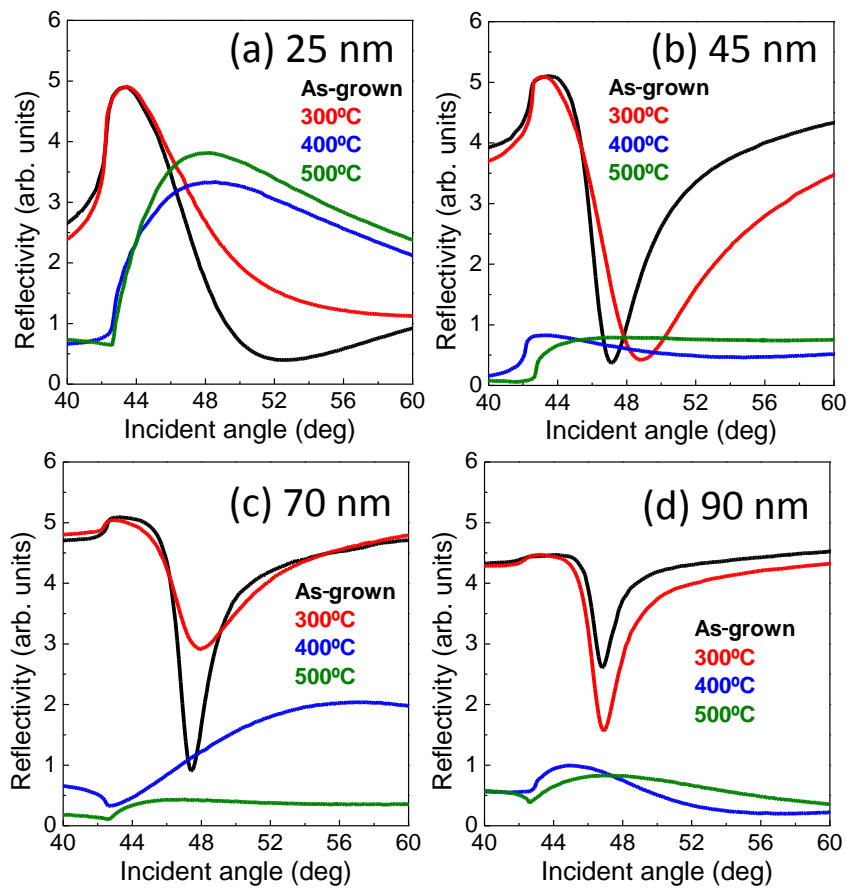 (a) 25 nm
As-grown
300ºC
400ºC
500ºC
6
5
4
3
2
1
0
Reflectivity (arb. units)
40 44 48 52 56 60
Incident angle (deg)
(b) 45 nm
As-grown
300ºC
400ºC
500ºC
6
5
4
3
2
1
0
Reflectivity (arb. units)
40 44 48 52 56 60
Incident angle (deg)
(c) 70 nm
As-grown
300ºC
400ºC
500ºC
6
5
4
3
2
1
0
Reflectivity (arb. units)
40 44 48 52 56 60
Incident angle (deg)
(d) 90 nm
As-grown
300ºC
400ºC
500ºC
6
5
4
3
2
1
0
Reflectivity (arb. units)
40 44 48 52 56 60
Incident angle (deg)